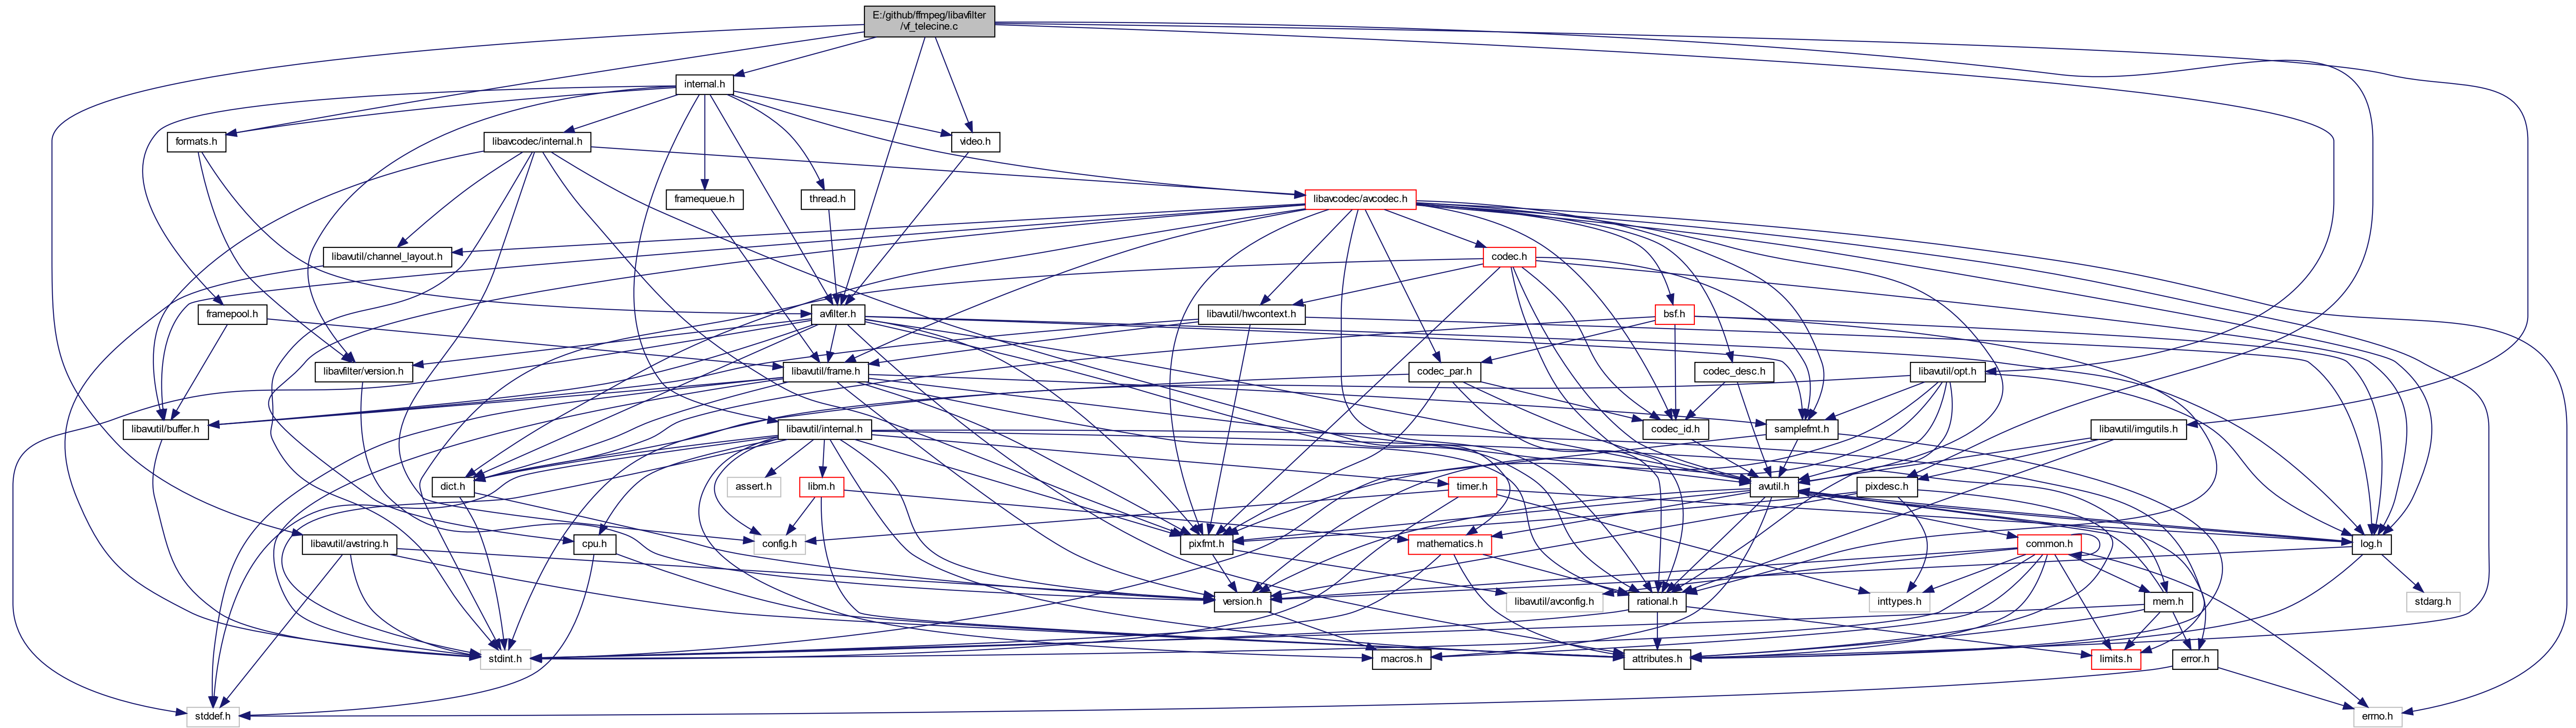 E:/github/ffmpeg/libavfilter
/vf_telecine.c
internal.h
formats.h
libavcodec/internal.h
video.h
framequeue.h
thread.h
libavcodec/avcodec.h
libavutil/channel_layout.h
codec.h
framepool.h
avfilter.h
libavutil/hwcontext.h
bsf.h
libavfilter/version.h
libavutil/frame.h
codec_par.h
codec_desc.h
libavutil/opt.h
libavutil/buffer.h
libavutil/internal.h
codec_id.h
samplefmt.h
libavutil/imgutils.h
dict.h
assert.h
libm.h
timer.h
avutil.h
pixdesc.h
libavutil/avstring.h
cpu.h
config.h
pixfmt.h
mathematics.h
common.h
log.h
version.h
libavutil/avconfig.h
rational.h
inttypes.h
mem.h
stdarg.h
stdint.h
macros.h
attributes.h
limits.h
error.h
stddef.h
errno.h